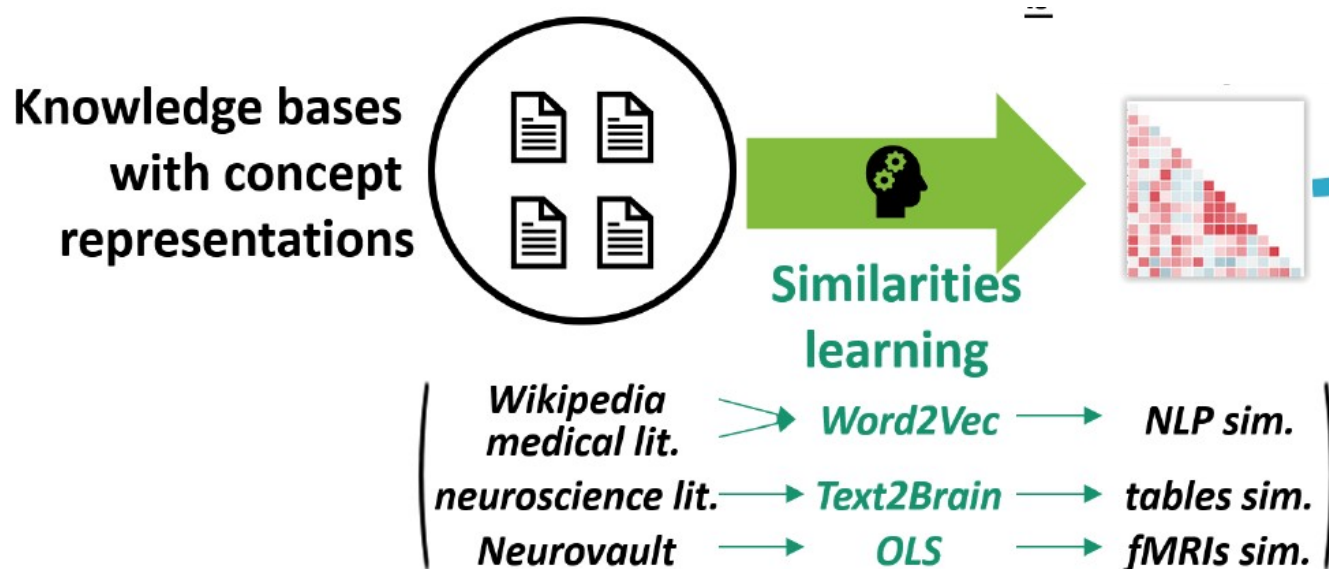 Knowledge bases
with concept
representations
Similarities
learning
Wikipedia
medical lit.
Word2Vec
NLP sim.
neuroscience lit.
Text2Brain
tables sim.
Neurovault
OLS
fMRIs sim.